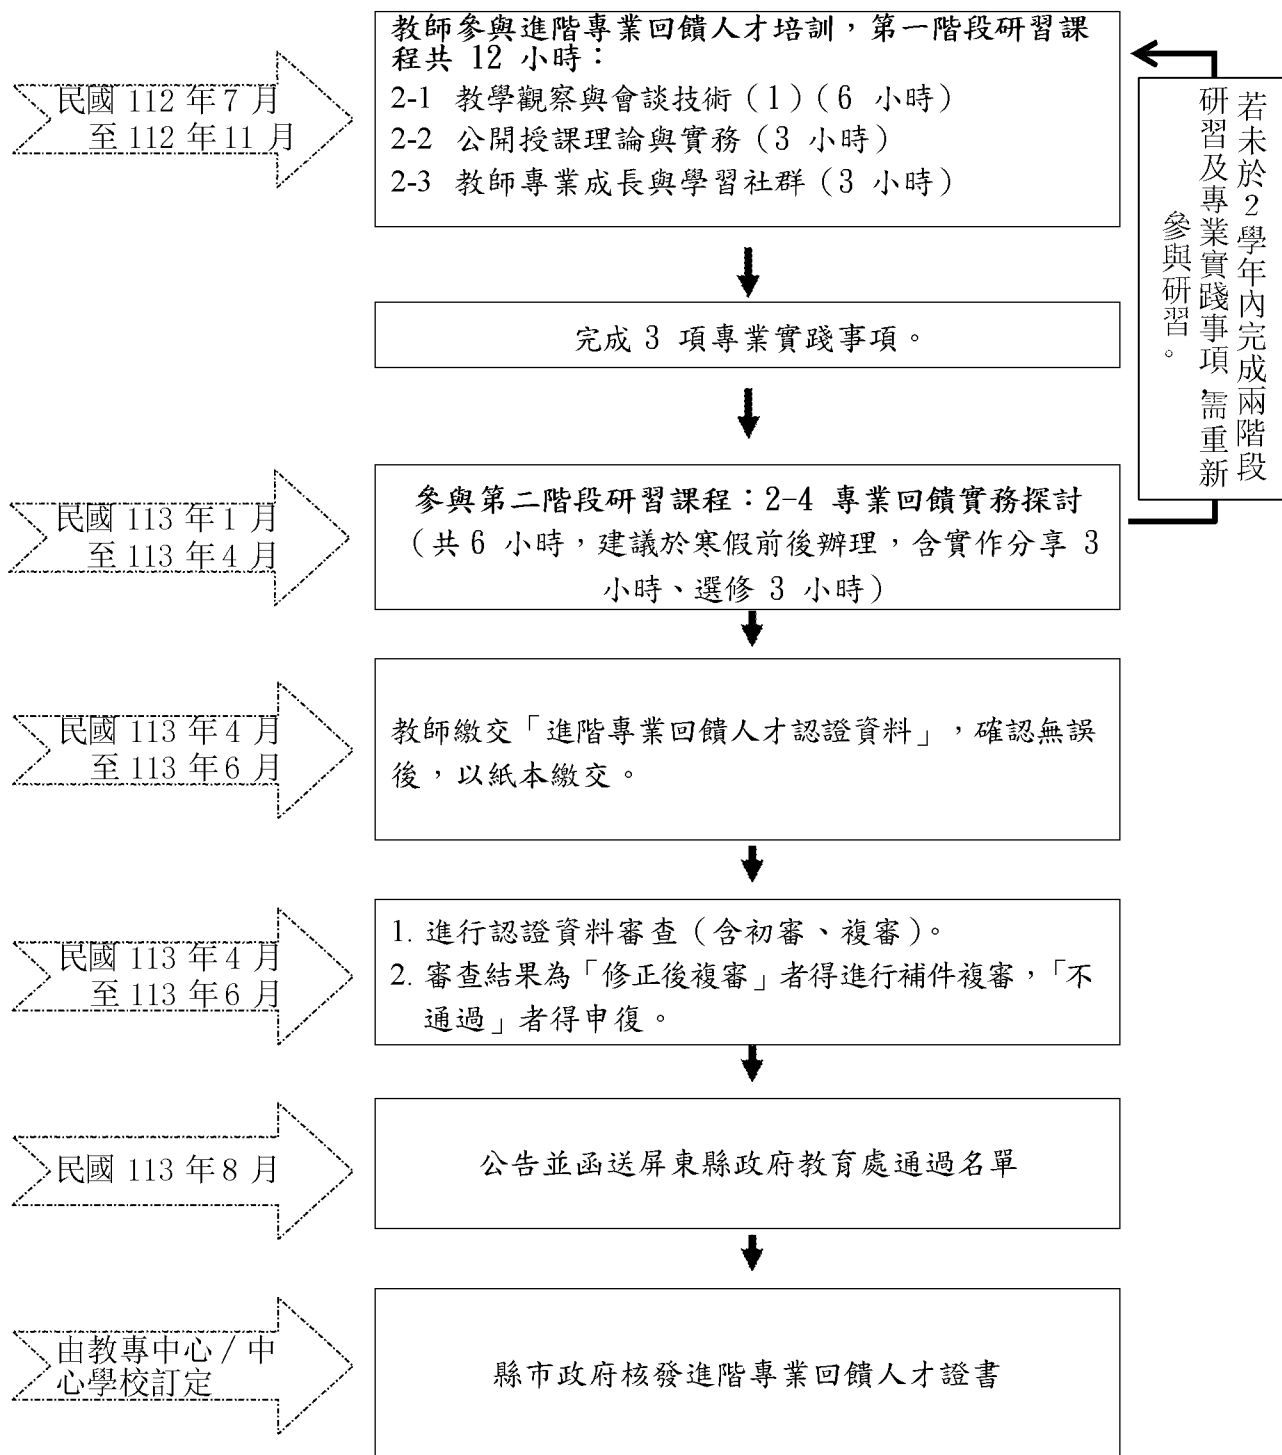 民國 112 年 7 月
至 112 年 11 月
教師參與進階專業回饋人才培訓，第一階段研習課
程共 12 小時：
2-1 教學觀察與會談技術（1）（6 小時）
2-2 公開授課理論與實務（3 小時）
2-3 教師專業成長與學習社群（3 小時）
若未於2學年內完成兩階段
研習及專業實踐事項，需重新
參與研習。
完成 3 項專業實踐事項。
民國 113 年 1 月
至 113 年 4 月
參與第二階段研習課程：2-4 專業回饋實務探討
（共 6 小時，建議於寒假前後辦理，含實作分享 3
小時、選修 3 小時）
民國 113 年 4 月
至 113 年 6 月
教師繳交「進階專業回饋人才認證資料」，確認無誤
後，以紙本繳交。
民國 113 年 4 月
至 113 年 6 月
1. 進行認證資料審查（含初審、複審）。
2. 審查結果為「修正後複審」者得進行補件複審，「不
通過」者得申復。
民國 113 年 8 月
公告並函送屏東縣政府教育處通過名單
由教專中心/中
心學校訂定
縣市政府核發進階專業回饋人才證書